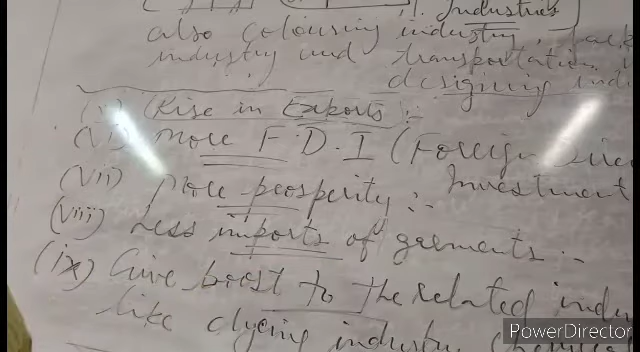 Industries
also colouring industry,
industry and transportation
designing
(v) Rise in Exports :-
(vi) More F.D.I (Foreign
Investment
(vii) More prosperity :-
(viii) Less imports of garments :-
(ix) Give boost to the related
like dyeing industry,
PowerDirector